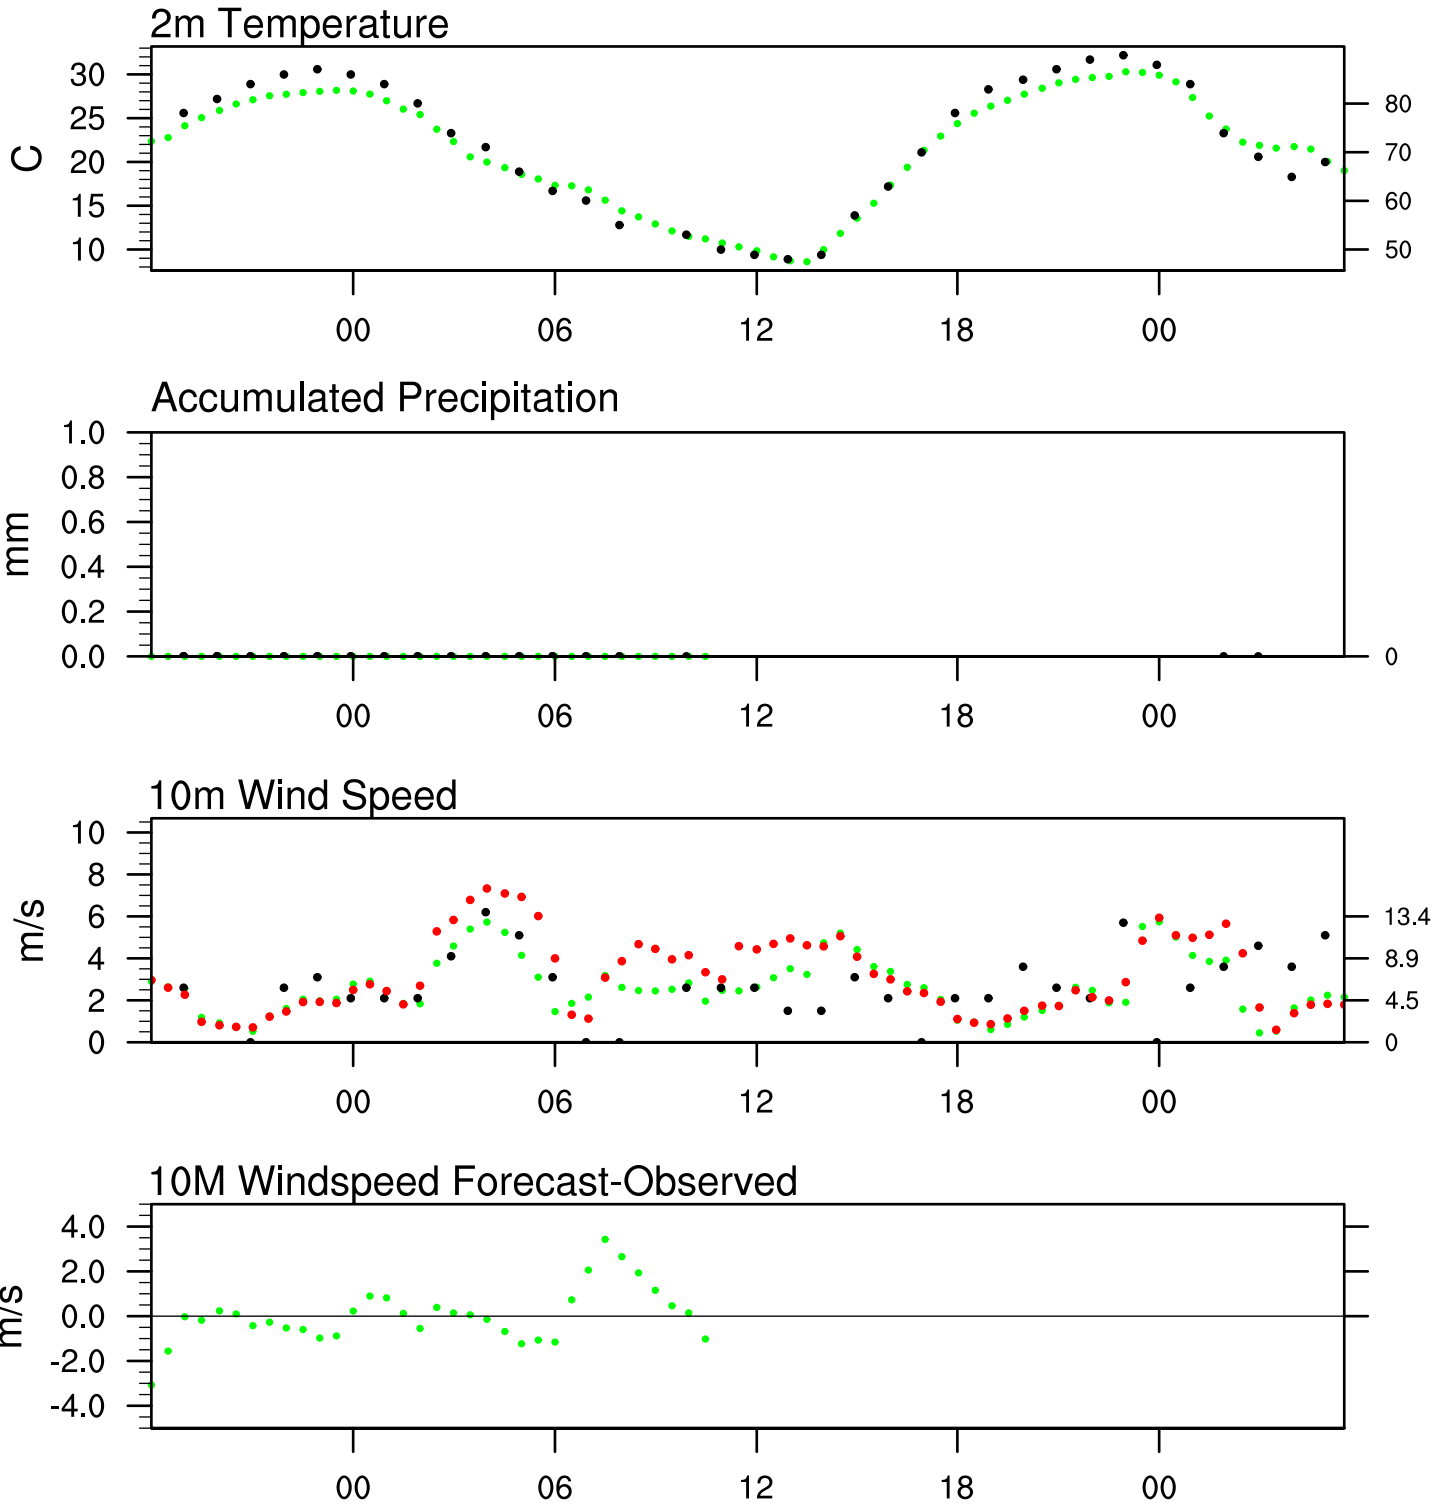 2m Temperature
30
25
20
15
10
C
80
70
60
50
00 06 12 18 00
Accumulated Precipitation
1.0
0.8
0.6
0.4
0.2
0.0
mm
0
00 06 12 18 00
10m Wind Speed
10
8
6
4
2
0
m/s
13.4
8.9
4.5
0
00 06 12 18 00
10M Windspeed Forecast-Observed
4.0
2.0
0.0
-2.0
-4.0
m/s
00 06 12 18 00